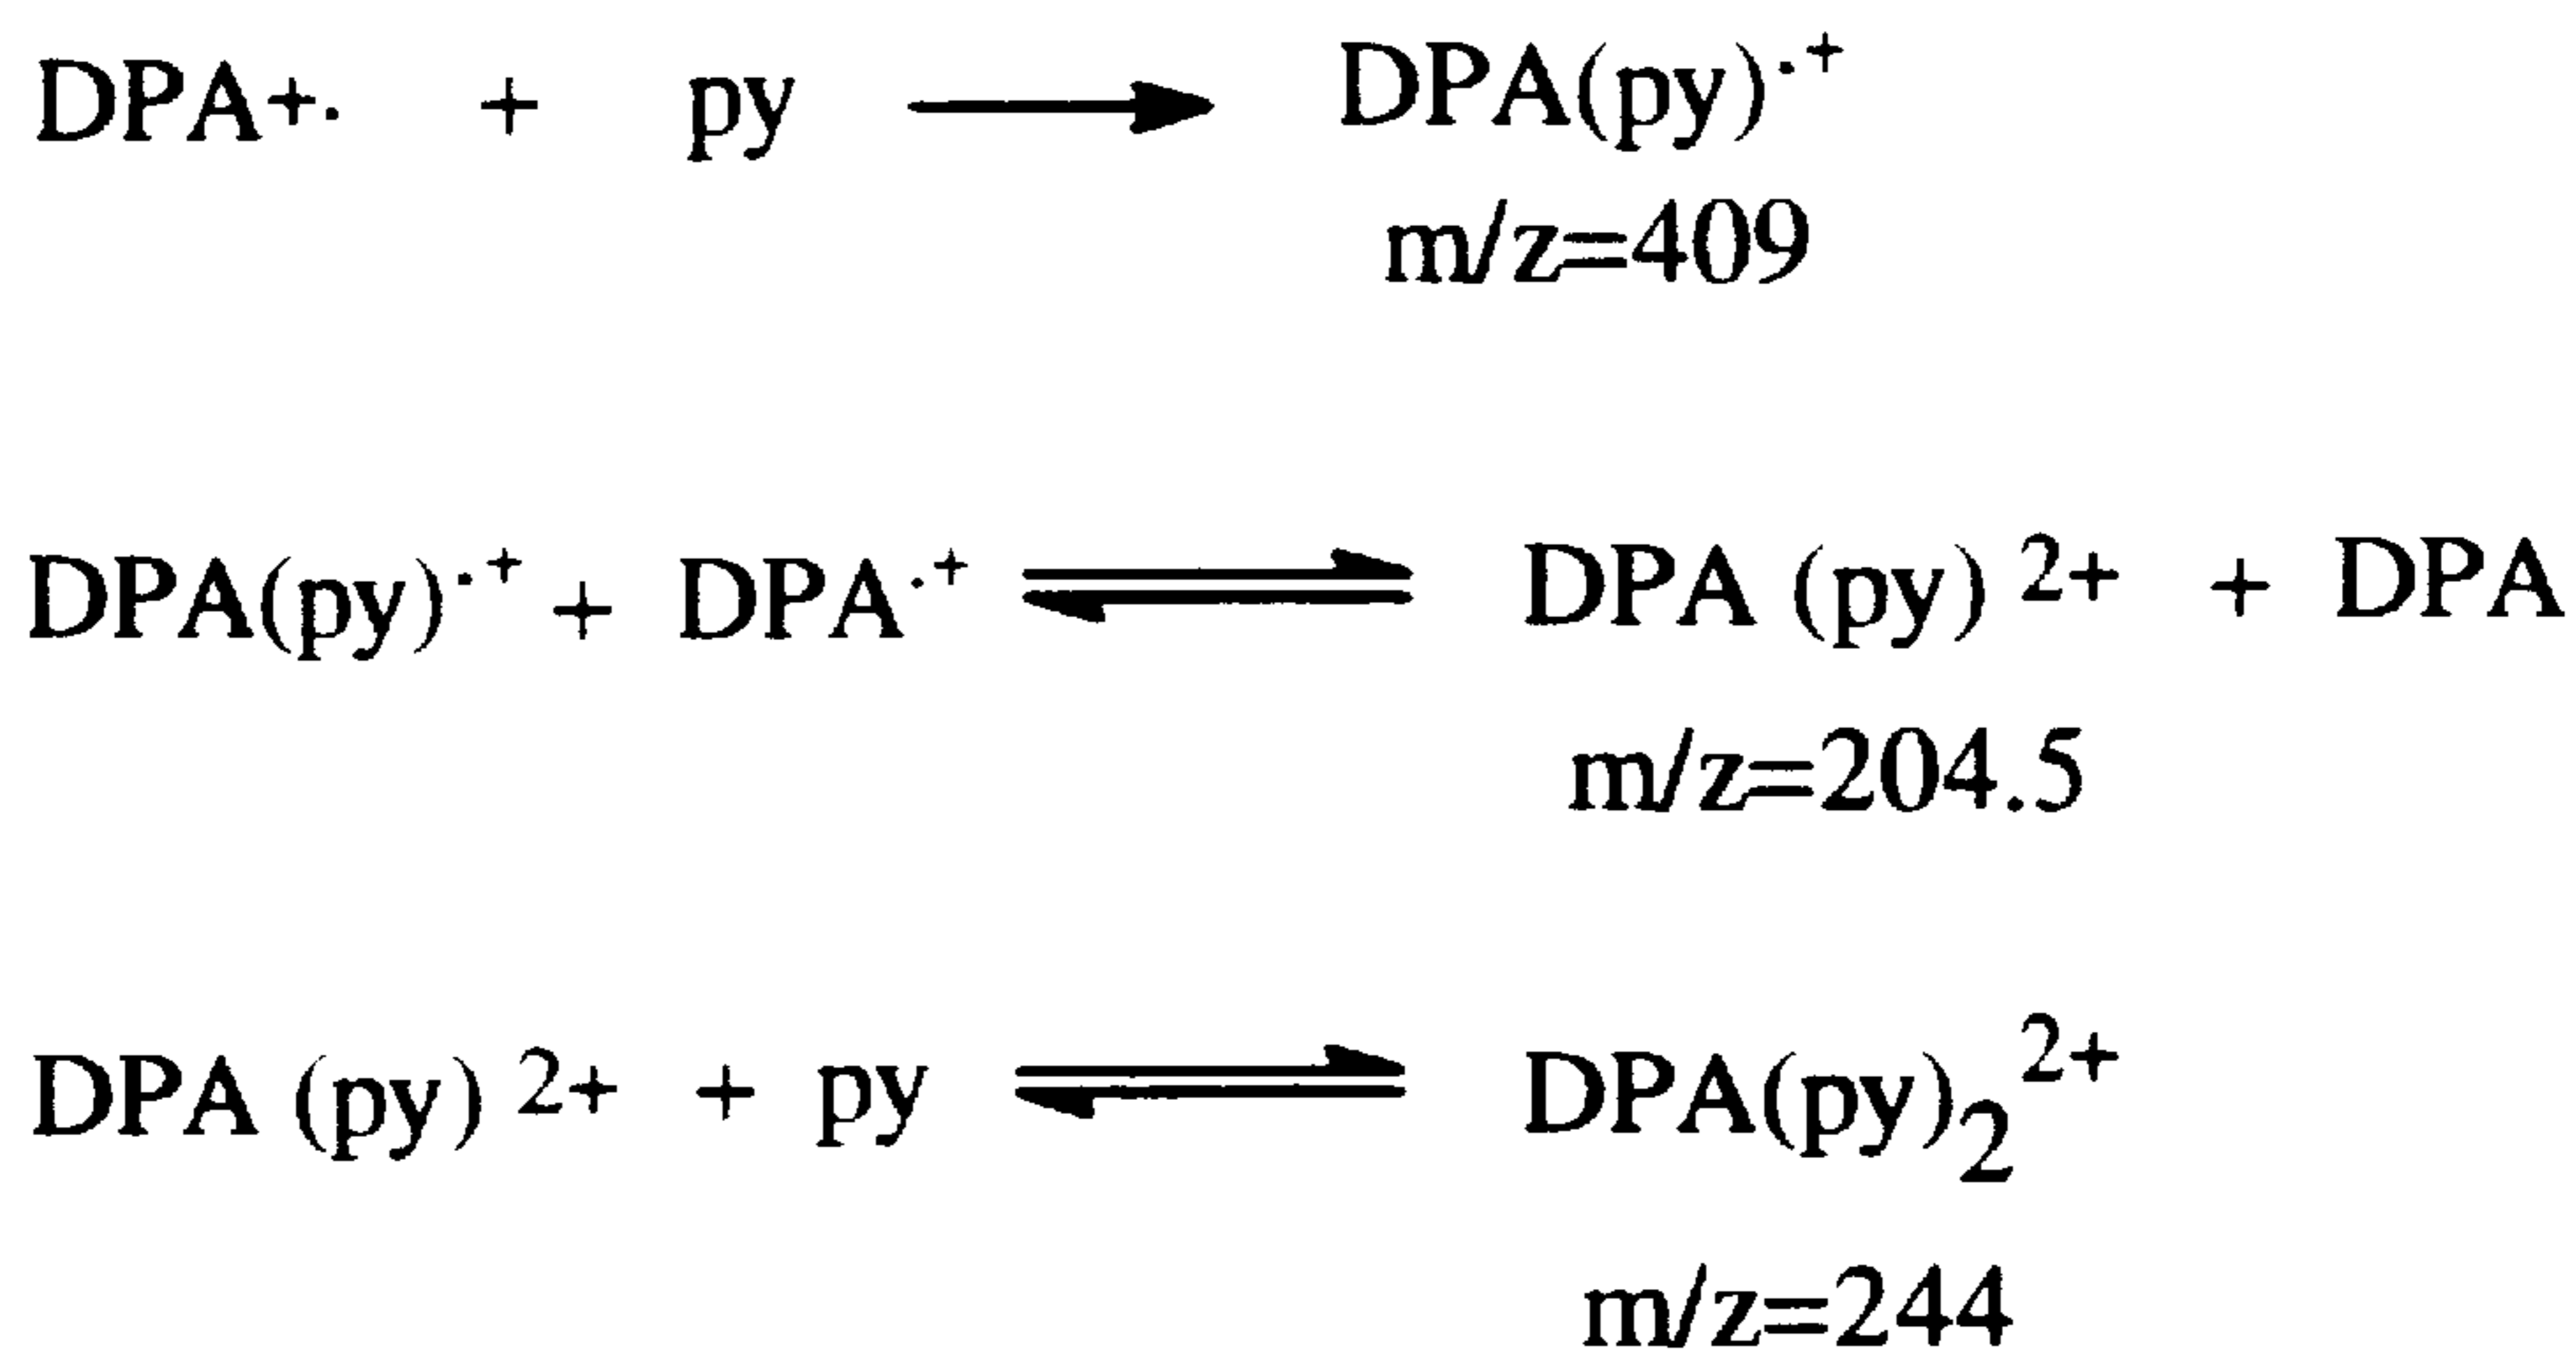 DPA+· + py ⟶ DPA(py)·+
m/z=409
DPA(py)·+ + DPA·+ ⇌ DPA (py) 2+ + DPA
m/z=204.5
DPA (py) 2+ + py ⇌ DPA(py)2 2+
m/z=244